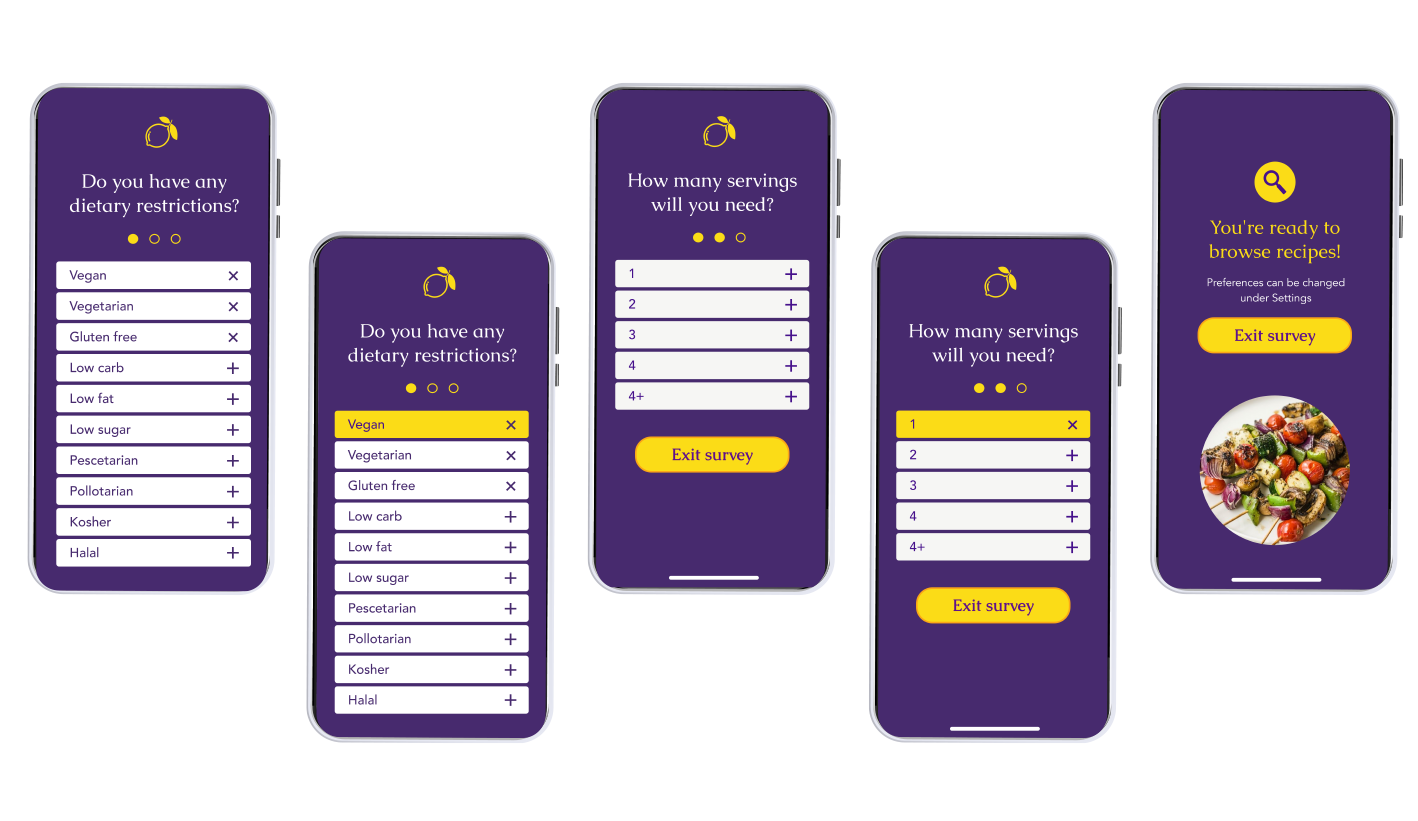 Do you have any
dietary restrictions?
Vegan
Vegetarian
Gluten free
Low carb
Low fat
Low sugar
Pescetarian
Pollotarian
Kosher
Halal
Do you have any
dietary restrictions?
Vegan
Vegetarian
Gluten free
Low carb
Low fat
Low sugar
Pescetarian
Pollotarian
Kosher
Halal
How many servings
will you need?
1
2
3
4
4+
Exit survey
How many servings
will you need?
1
2
3
4
4+
Exit survey
You're ready to
browse recipes!
Preferences can be changed
under Settings
Exit survey